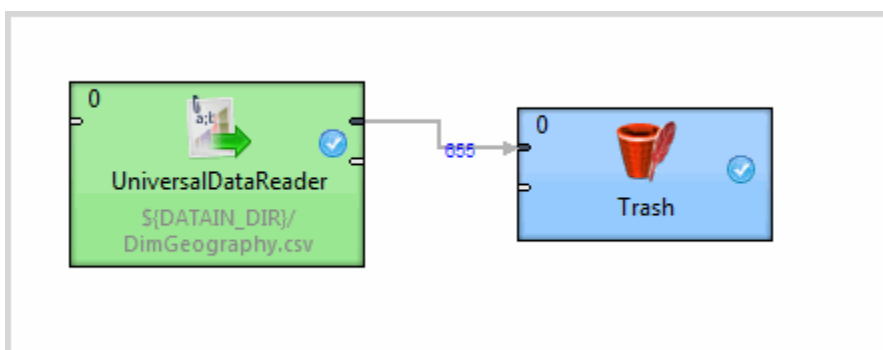 0
a;b
UniversalDataReader
${DATAIN_DIR}/
DimGeography.csv
655
0
Trash